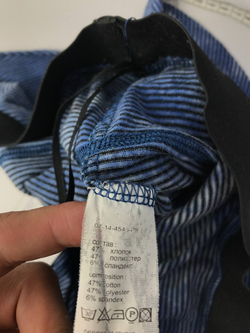 состав
47% хлопок
47% полиэстер
6% спандекс
composition
47% cotton
47% polyester
6% spandex